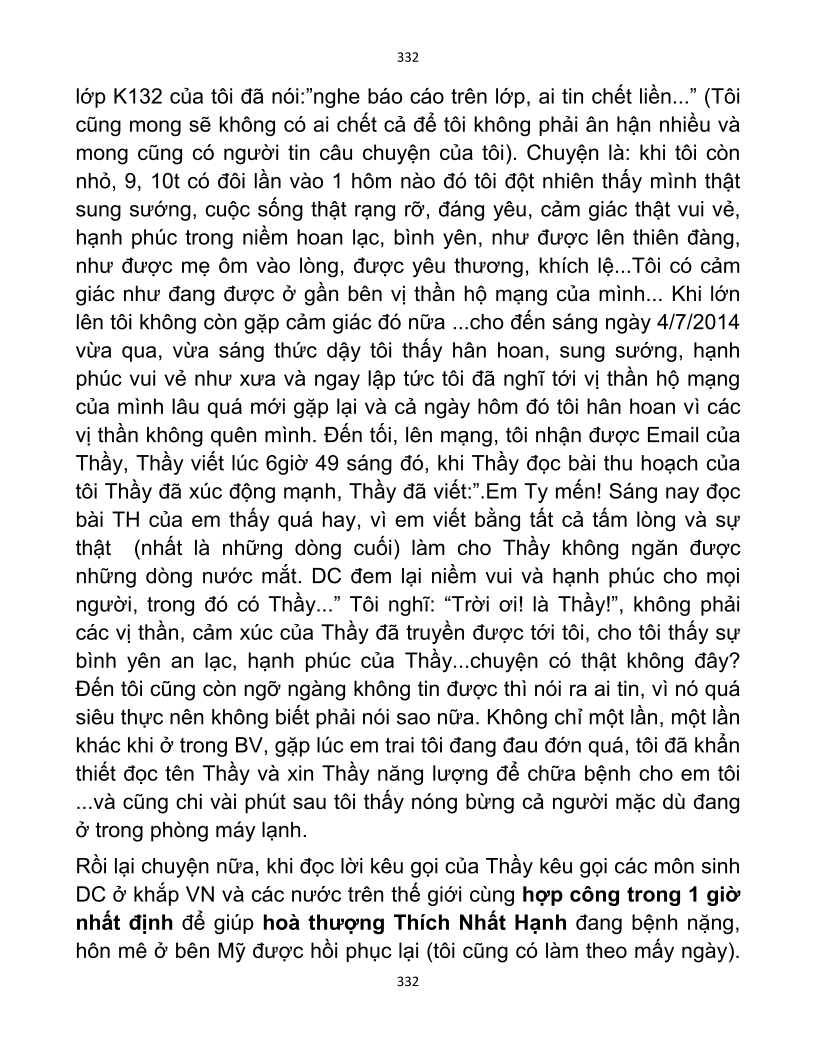 332
lớp K132 của tôi đã nói:”nghe báo cáo trên lớp, ai tin chết liền...” (Tôi
cũng mong sẽ không có ai chết cả để tôi không phải ân hận nhiều và
mong cũng có người tin câu chuyện của tôi). Chuyện là: khi tôi còn
nhỏ, 9, 10t có đôi lần vào 1 hôm nào đó tôi đột nhiên thấy mình thật
sung sướng, cuộc sống thật rạng rỡ, đáng yêu, cảm giác thật vui vẻ,
hạnh phúc trong niềm hoan lạc, bình yên, như được lên thiên đàng,
như được mẹ ôm vào lòng, được yêu thương, khích lệ...Tôi có cảm
giác như đang được ở gần bên vị thần hộ mạng của mình... Khi lớn
lên tôi không còn gặp cảm giác đó nữa ...cho đến sáng ngày 4/7/2014
vừa qua, vừa sáng thức dậy tôi thấy hân hoan, sung sướng, hạnh
phúc vui vẻ như xưa và ngay lập tức tôi đã nghĩ tới vị thần hộ mạng
của mình lâu quá mới gặp lại và cả ngày hôm đó tôi hân hoan vì các
vị thần không quên mình. Đến tối, lên mạng, tôi nhận được Email của
Thầy, Thầy viết lúc 6giờ 49 sáng đó, khi Thầy đọc bài thu hoạch của
tôi Thầy đã xúc động mạnh, Thầy đã viết:”.Em Ty mến! Sáng nay đọc
bài TH của em thấy quá hay, vì em viết bằng tất cả tấm lòng và sự
thật  (nhất là những dòng cuối) làm cho Thầy không ngăn được
những dòng nước mắt. DC đem lại niềm vui và hạnh phúc cho mọi
người, trong đó có Thầy...” Tôi nghĩ: “Trời ơi! là Thầy!”, không phải
các vị thần, cảm xúc của Thầy đã truyền được tới tôi, cho tôi thấy sự
bình yên an lạc, hạnh phúc của Thầy...chuyện có thật không đây?
Đến tôi cũng còn ngỡ ngàng không tin được thì nói ra ai tin, vì nó quá
siêu thực nên không biết phải nói sao nữa. Không chỉ một lần, một lần
khác khi ở trong BV, gặp lúc em trai tôi đang đau đớn quá, tôi đã khẩn
thiết đọc tên Thầy và xin Thầy năng lượng để chữa bệnh cho em tôi
...và cũng chi vài phút sau tôi thấy nóng bừng cả người mặc dù đang
ở trong phòng máy lạnh.
Rồi lại chuyện nữa, khi đọc lời kêu gọi của Thầy kêu gọi các môn sinh
DC ở khắp VN và các nước trên thế giới cùng hợp công trong 1 giờ
nhất định để giúp hoà thượng Thích Nhất Hạnh đang bệnh nặng,
hôn mê ở bên Mỹ được hồi phục lại (tôi cũng có làm theo mấy ngày).
332